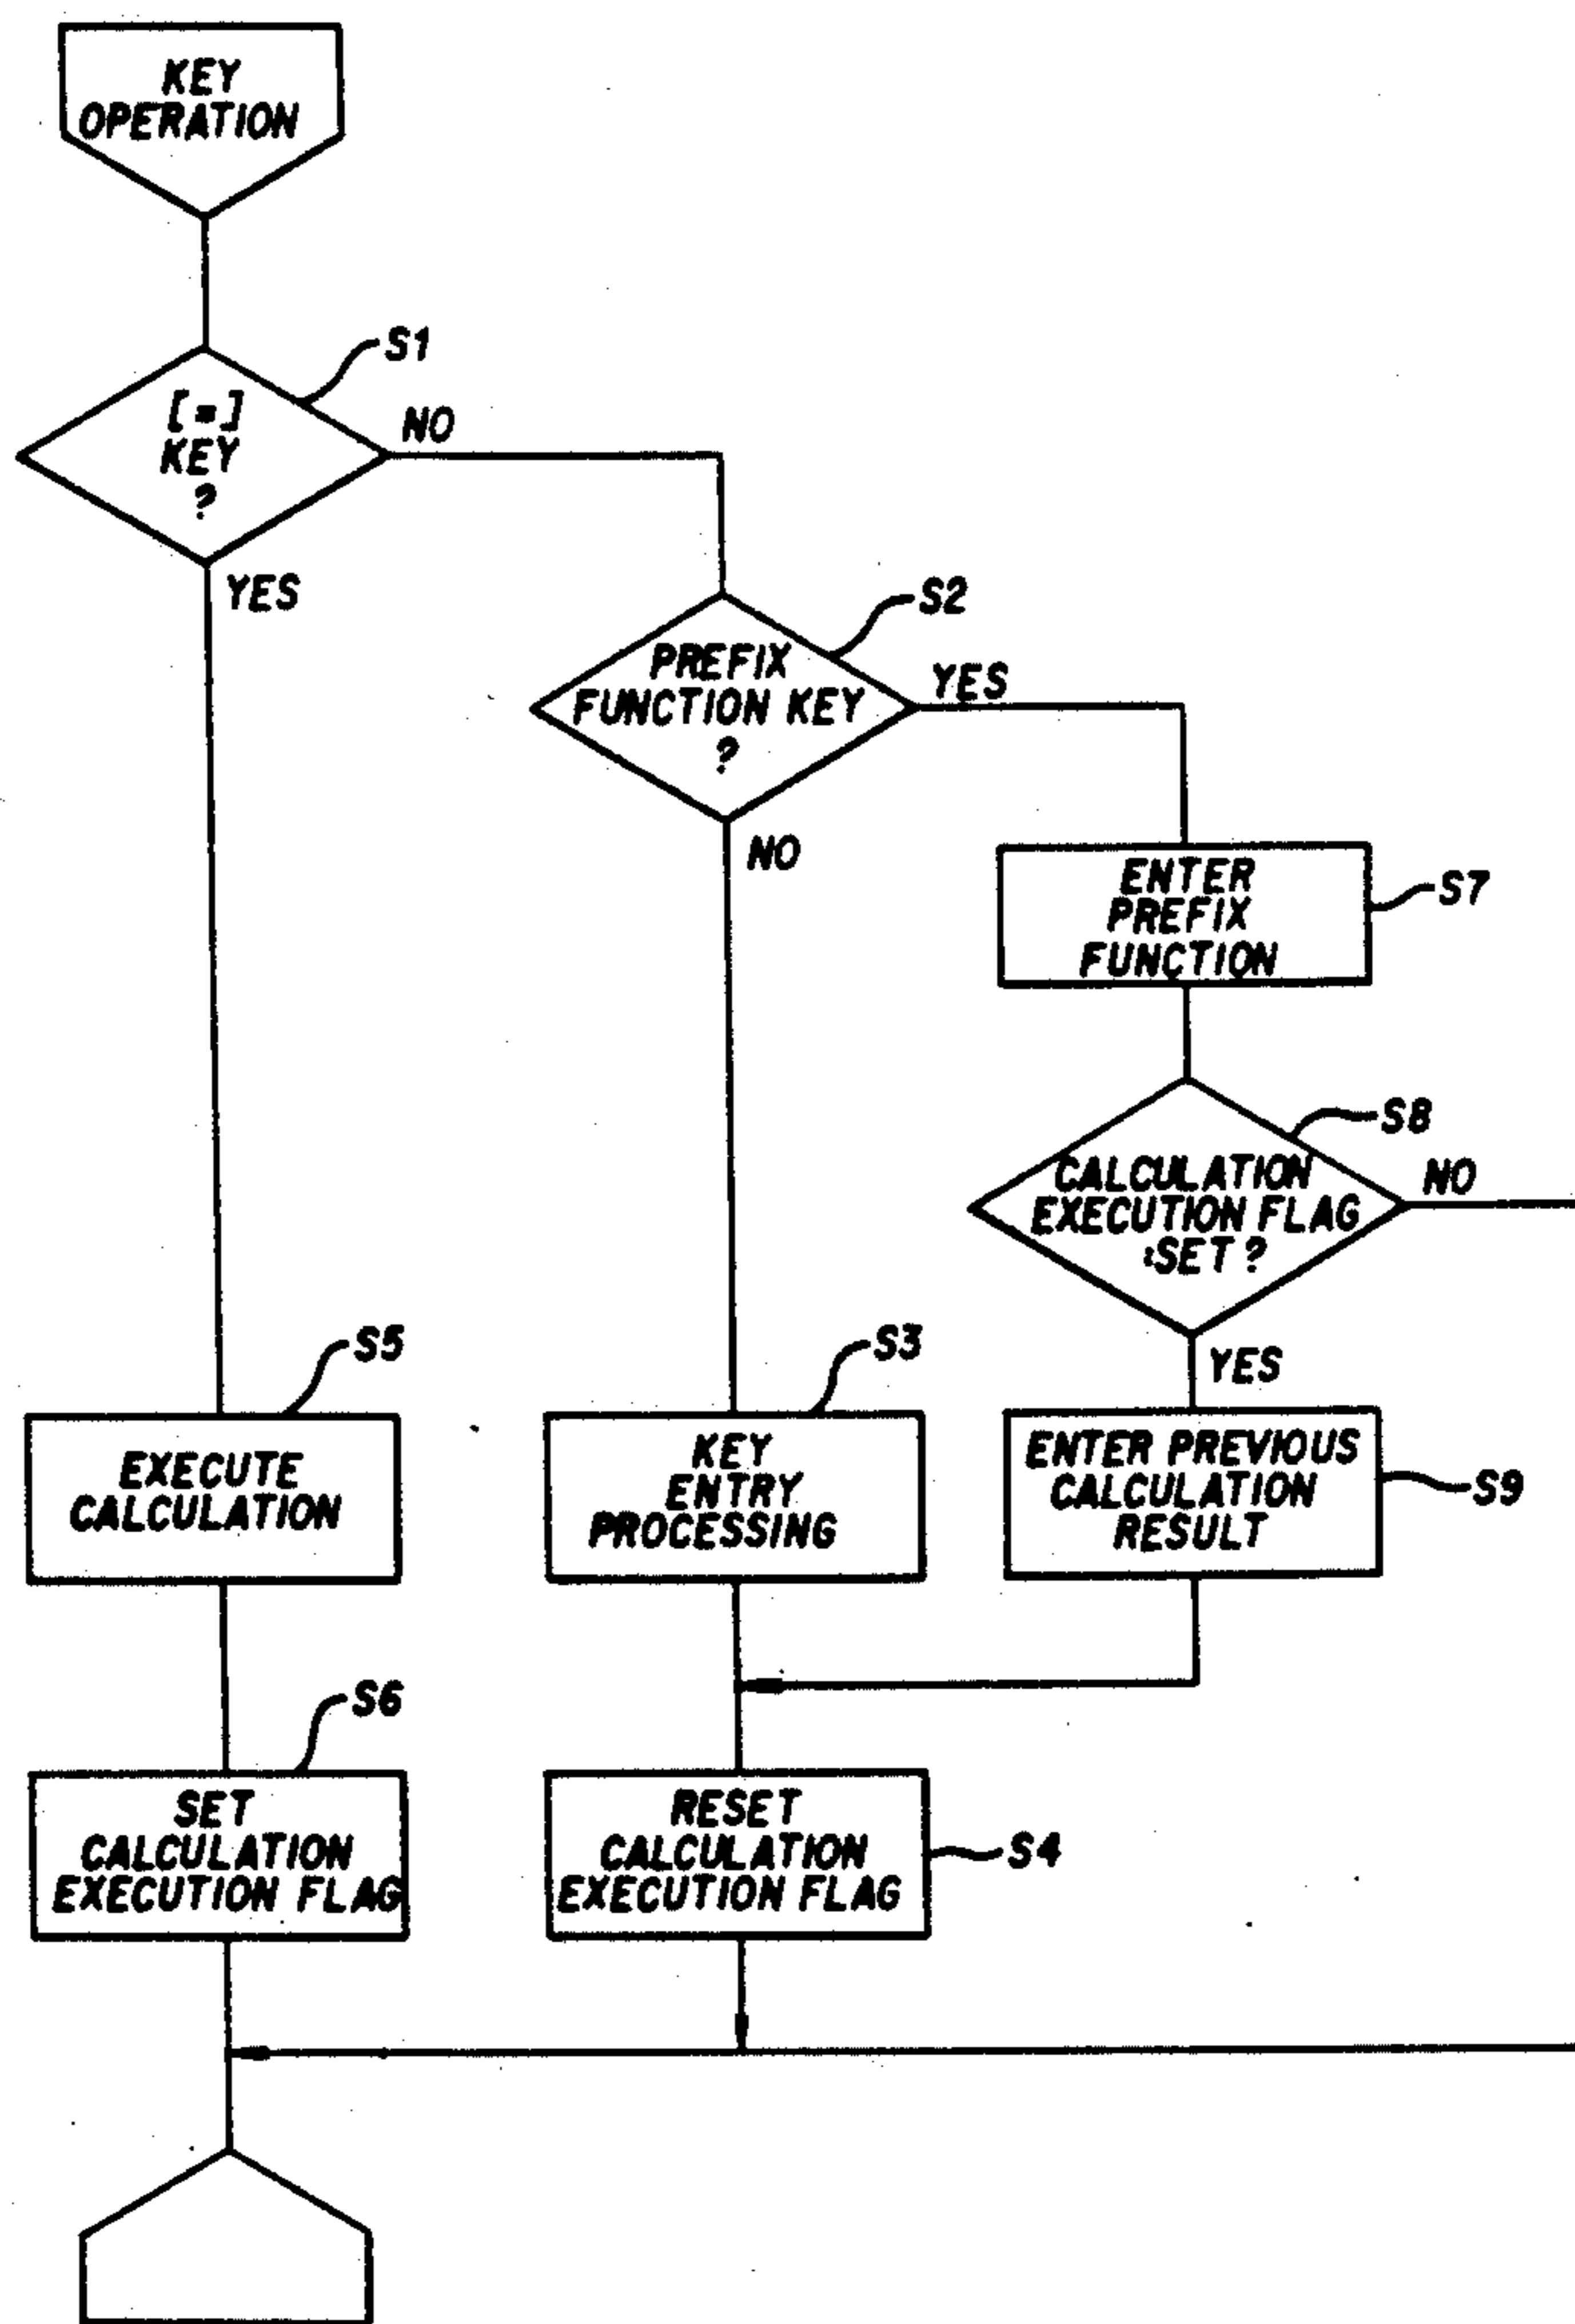 KEY
OPERATION
S1
[=]
KEY
?
NO
YES
S2
PREFIX
FUNCTION KEY
?
YES
NO
ENTER
PREFIX
FUNCTION
S7
S8
CALCULATION
EXECUTION FLAG
:SET?
NO
YES
S5
EXECUTE
CALCULATION
S3
KEY
ENTRY
PROCESSING
ENTER PREVIOUS
CALCULATION
RESULT
S9
S6
SET
CALCULATION
EXECUTION FLAG
RESET
CALCULATION
EXECUTION FLAG
S4